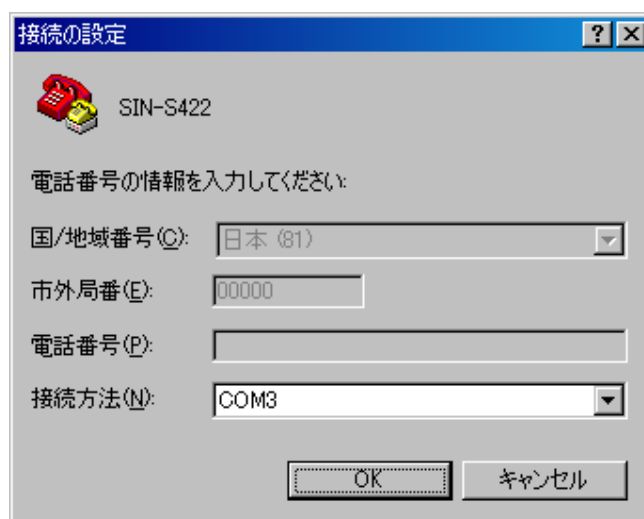 接続の設定
SIN-S422
電話番号の情報を入力してください:
国/地域番号(C): 日本 (81)
市外局番(E): 00000
電話番号(P):
接続方法(N): COM3
OK キャンセル